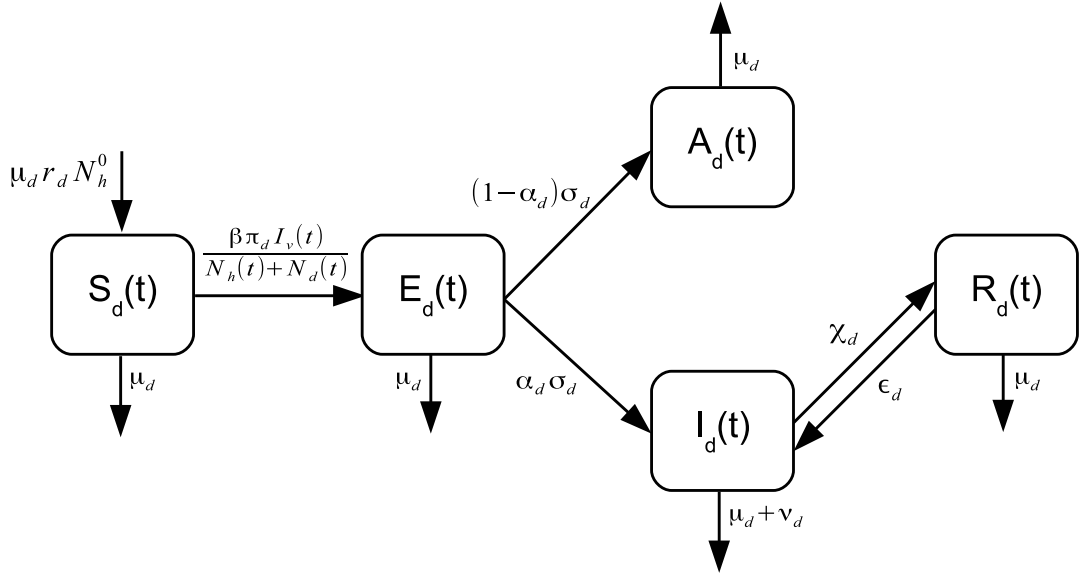 μ_d
A_d(t)
μ_d r_d N_h^0
(1−α_d)σ_d
β π_d I_v(t)
N_h(t)+N_d(t)
S_d(t)
E_d(t)
R_d(t)
χ_d
μ_d
μ_d
α_d σ_d
ϵ_d
μ_d
I_d(t)
μ_d+ν_d